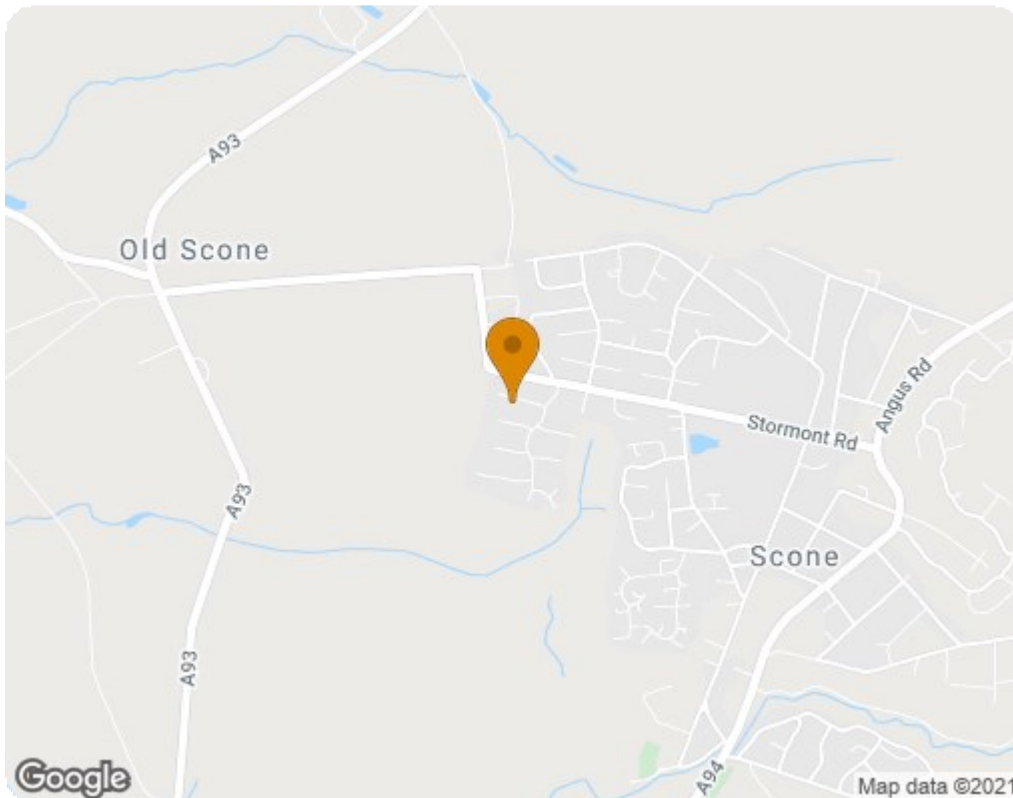 A93
Old Scone
Angus Rd
Stormont Rd
A93
Scone
A93
A94
Google
Map data ©2021